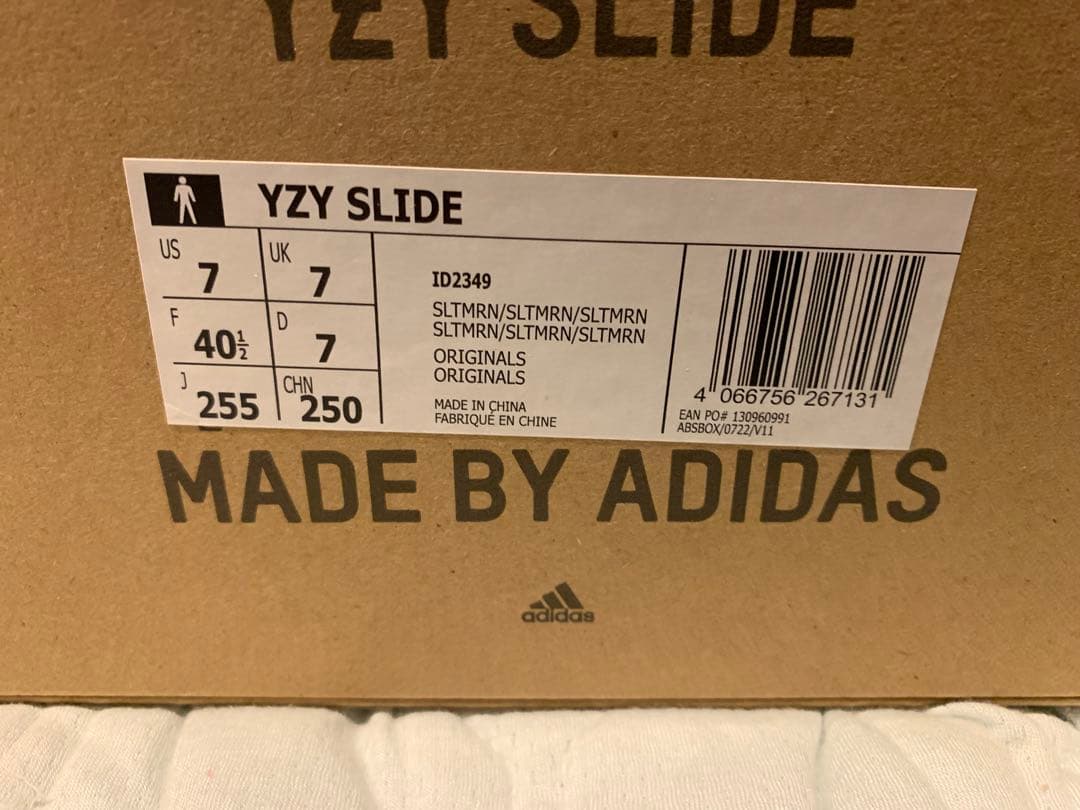 YZY SLIDE
YZY SLIDE
US 7 UK 7
F 40½ D 7
J 255 CHN 250
ID2349
SLTMRN/SLTMRN/SLTMRN
SLTMRN/SLTMRN/SLTMRN
ORIGINALS
ORIGINALS
MADE IN CHINA
FABRIQUÉ EN CHINE
4 066756 267131
EAN PO# 130960991
ABSBOX/0722/V11
MADE BY ADIDAS
adidas